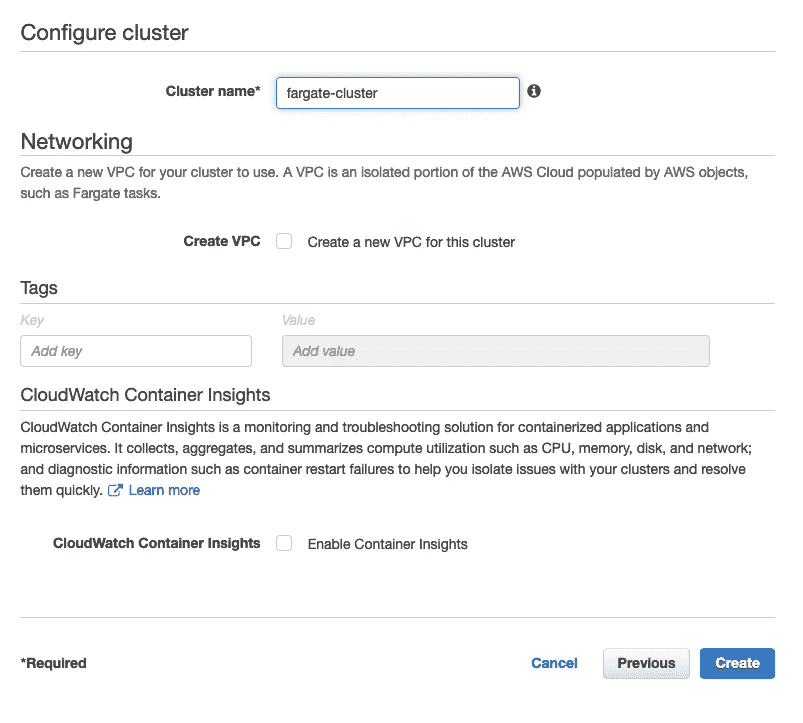 Configure cluster
Cluster name* fargate-cluster
Networking
Create a new VPC for your cluster to use. A VPC is an isolated portion of the AWS Cloud populated by AWS objects,
such as Fargate tasks.
Create VPC Create a new VPC for this cluster
Tags
Key Value
Add key Add value
CloudWatch Container Insights
CloudWatch Container Insights is a monitoring and troubleshooting solution for containerized applications and
microservices. It collects, aggregates, and summarizes compute utilization such as CPU, memory, disk, and network;
and diagnostic information such as container restart failures to help you isolate issues with your clusters and resolve
them quickly. Learn more
CloudWatch Container Insights Enable Container Insights
*Required Cancel Previous Create